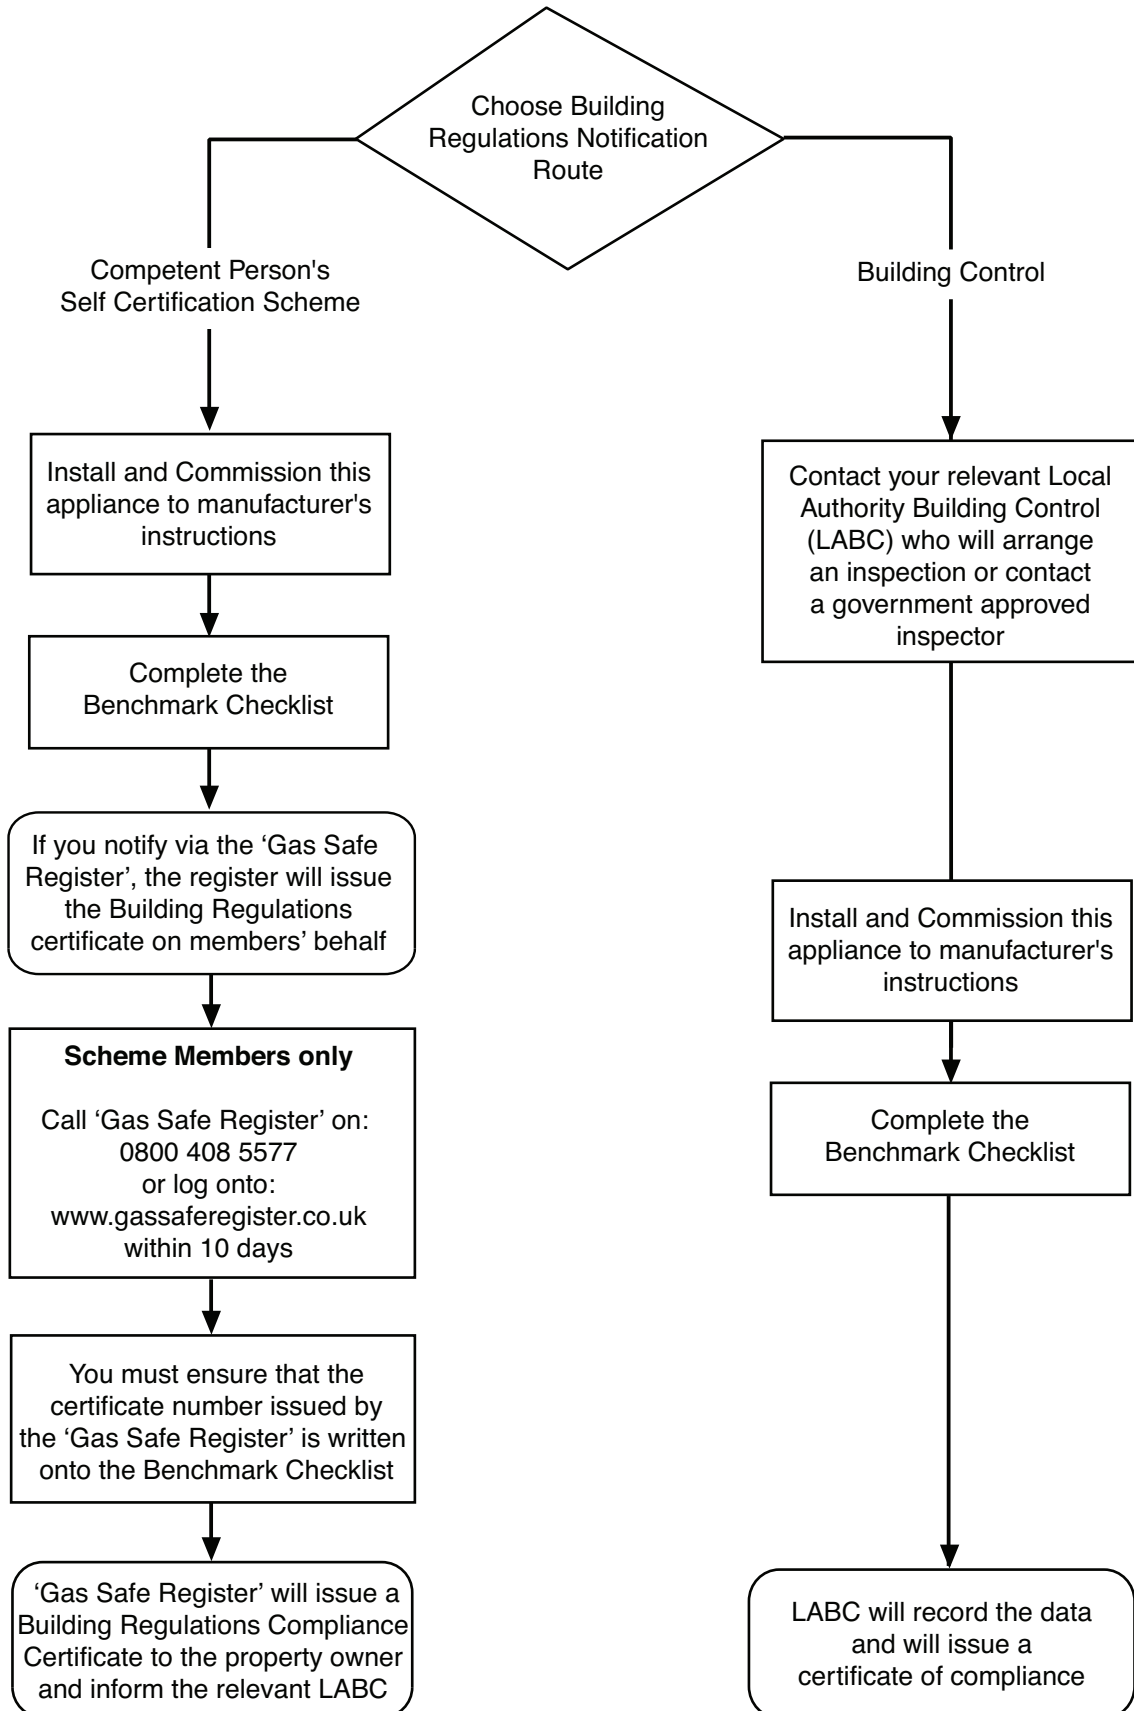 Choose Building
Regulations Notification
Route
Competent Person's
Self Certification Scheme
Building Control
Install and Commission this
appliance to manufacturer's
instructions
Contact your relevant Local
Authority Building Control
(LABC) who will arrange
an inspection or contact
a government approved
inspector
Complete the
Benchmark Checklist
If you notify via the ‘Gas Safe
Register’, the register will issue
the Building Regulations
certificate on members’ behalf
Install and Commission this
appliance to manufacturer's
instructions
Scheme Members only
Call ‘Gas Safe Register’ on:
0800 408 5577
or log onto:
www.gassaferegister.co.uk
within 10 days
Complete the
Benchmark Checklist
You must ensure that the
certificate number issued by
the ‘Gas Safe Register’ is written
onto the Benchmark Checklist
‘Gas Safe Register’ will issue a
Building Regulations Compliance
Certificate to the property owner
and inform the relevant LABC
LABC will record the data
and will issue a
certificate of compliance